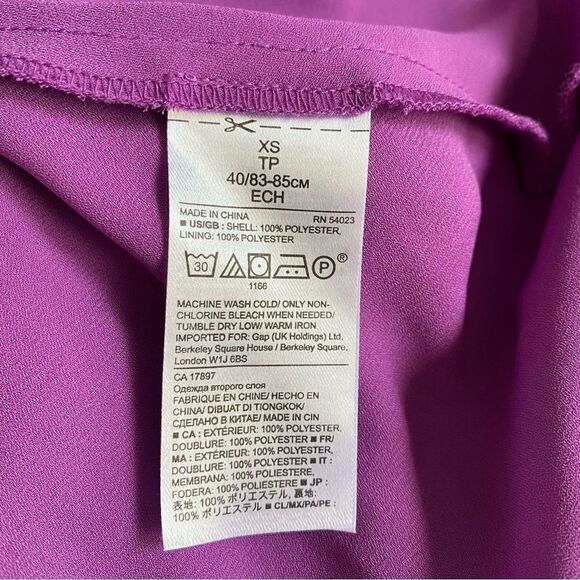 XS
TP
40/83-85CM
ECH
MADE IN CHINA RN 54023
■ US/GB : SHELL: 100% POLYESTER,
LINING: 100% POLYESTER
30 P ®
1166
MACHINE WASH COLD/ ONLY NON-
CHLORINE BLEACH WHEN NEEDED/
TUMBLE DRY LOW/ WARM IRON
IMPORTED FOR: Gap (UK Holdings) Ltd,
Berkeley Square House / Berkeley Square,
London W1J 6BS
CA 17897
Одежда второго слоя
FABRIQUE EN CHINE/ HECHO EN
CHINA/ DIBUAT DI TIONGKOK/
СДЕЛАНО В КИТАЕ/ MADE IN CIN
■ CA : EXTÉRIEUR: 100% POLYESTER,
DOUBLURE: 100% POLYESTER ■ FR/
MA : EXTÉRIEUR: 100% POLYESTER,
DOUBLURE: 100% POLYESTER ■ IT :
MEMBRANA: 100% POLIESTERE,
FODERA: 100% POLIESTERE ■ JP :
表地: 100% ポリエステル, 裏地:
100% ポリエステル ■ CL/MX/PA/PE :